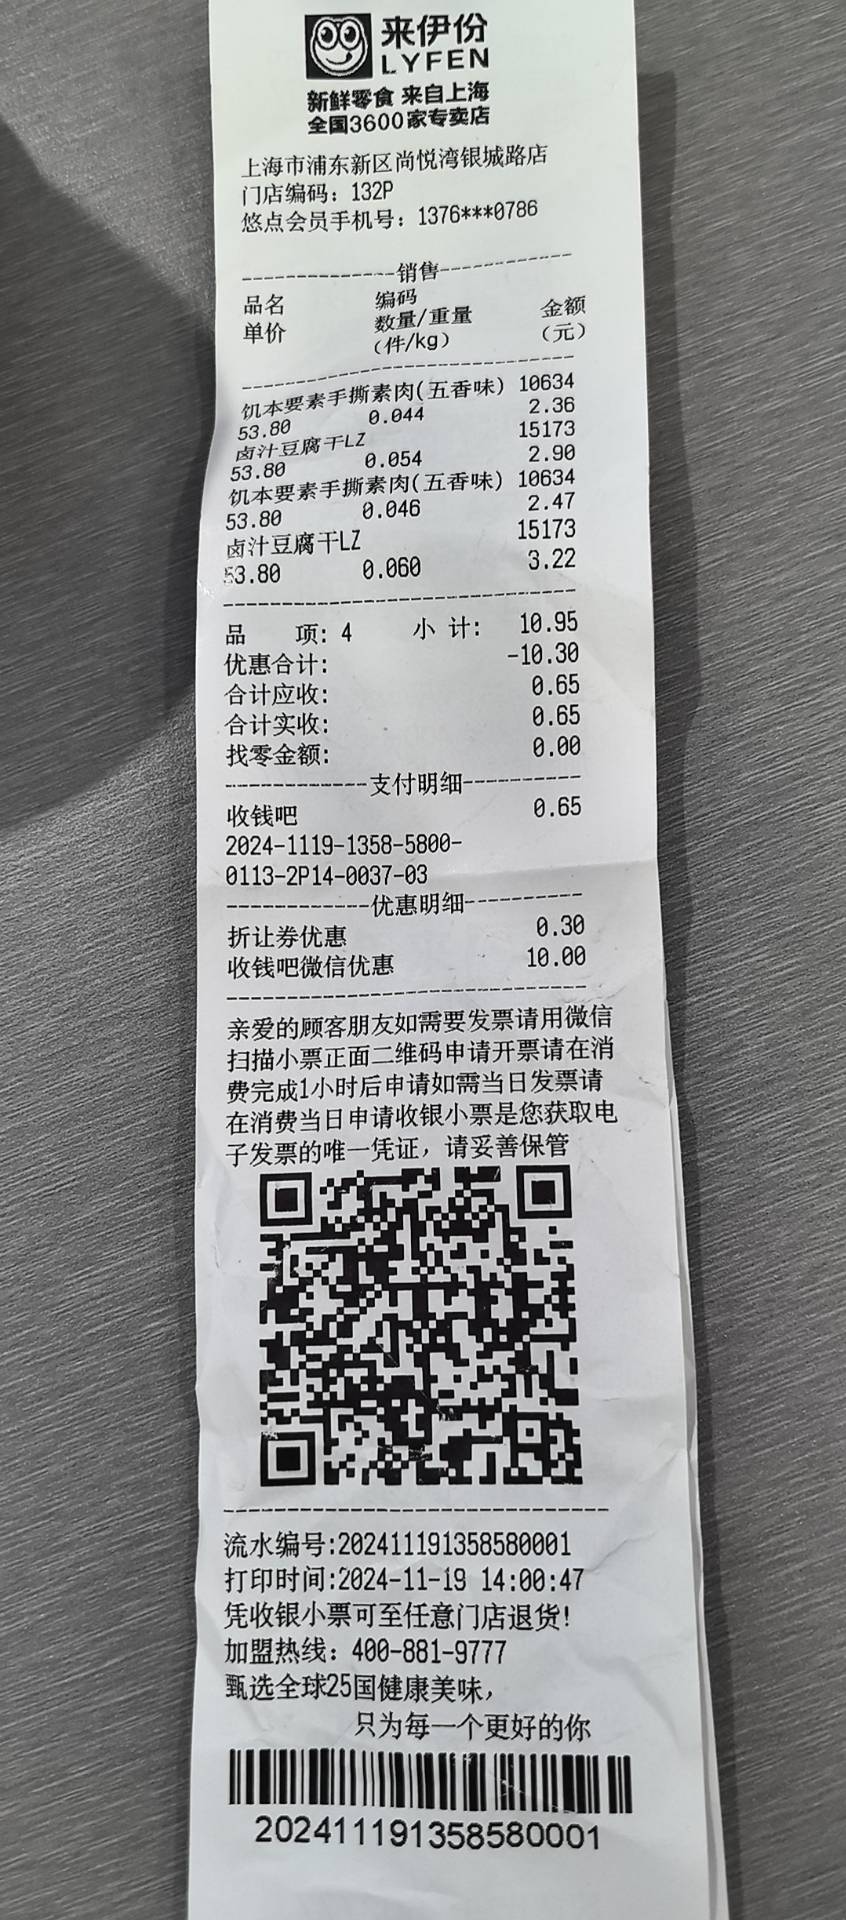 来伊份
LYFEN
新鲜零食 来自上海
全国3600家专卖店
上海市浦东新区尚悦湾银城路店
门店编码：132P
悠点会员手机号：1376***0786
--------------销售------------
品名 编码 金额
单价 数量/重量 （元）
（件/kg）
饥本要素手撕素肉(五香味) 10634
53.80 0.044 2.36
卤汁豆腐干LZ 15173
53.80 0.054 2.90
饥本要素手撕素肉(五香味) 10634
53.80 0.046 2.47
卤汁豆腐干LZ 15173
53.80 0.060 3.22
品 项: 4 小 计: 10.95
优惠合计: -10.30
合计应收: 0.65
合计实收: 0.65
找零金额: 0.00
-------------支付明细-----------
收钱吧 0.65
2024-1119-1358-5800-
0113-2P14-0037-03
-------------优惠明细-----------
折让券优惠 0.30
收钱吧微信优惠 10.00
亲爱的顾客朋友如需要发票请用微信
扫描小票正面二维码申请开票请在消
费完成1小时后申请如需当日发票请
在消费当日申请收银小票是您获取电
子发票的唯一凭证，请妥善保管
流水编号:202411191358580001
打印时间:2024-11-19 14:00:47
凭收银小票可至任意门店退货!
加盟热线：400-881-9777
甄选全球25国健康美味，
只为每一个更好的你
202411191358580001